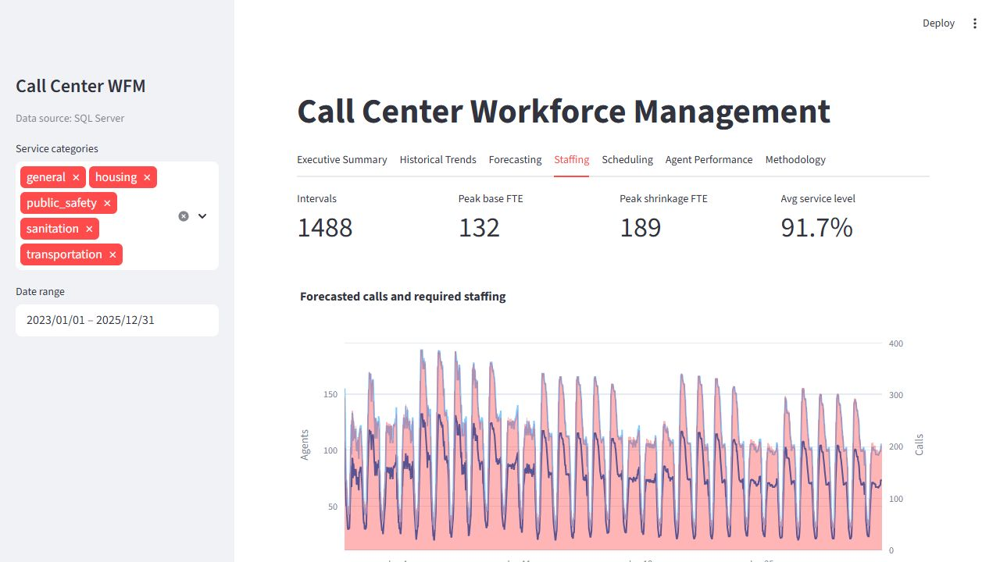 Deploy
Call Center WFM
Data source: SQL Server
Service categories
general ×
housing ×
public_safety ×
sanitation ×
transportation ×
Date range
2023/01/01 – 2025/12/31
Call Center Workforce Management
Executive Summary
Historical Trends
Forecasting
Staffing
Scheduling
Agent Performance
Methodology
Intervals
1488
Peak base FTE
132
Peak shrinkage FTE
189
Avg service level
91.7%
Forecasted calls and required staffing
Agents
150
100
50
400
300
200
100
0
Calls